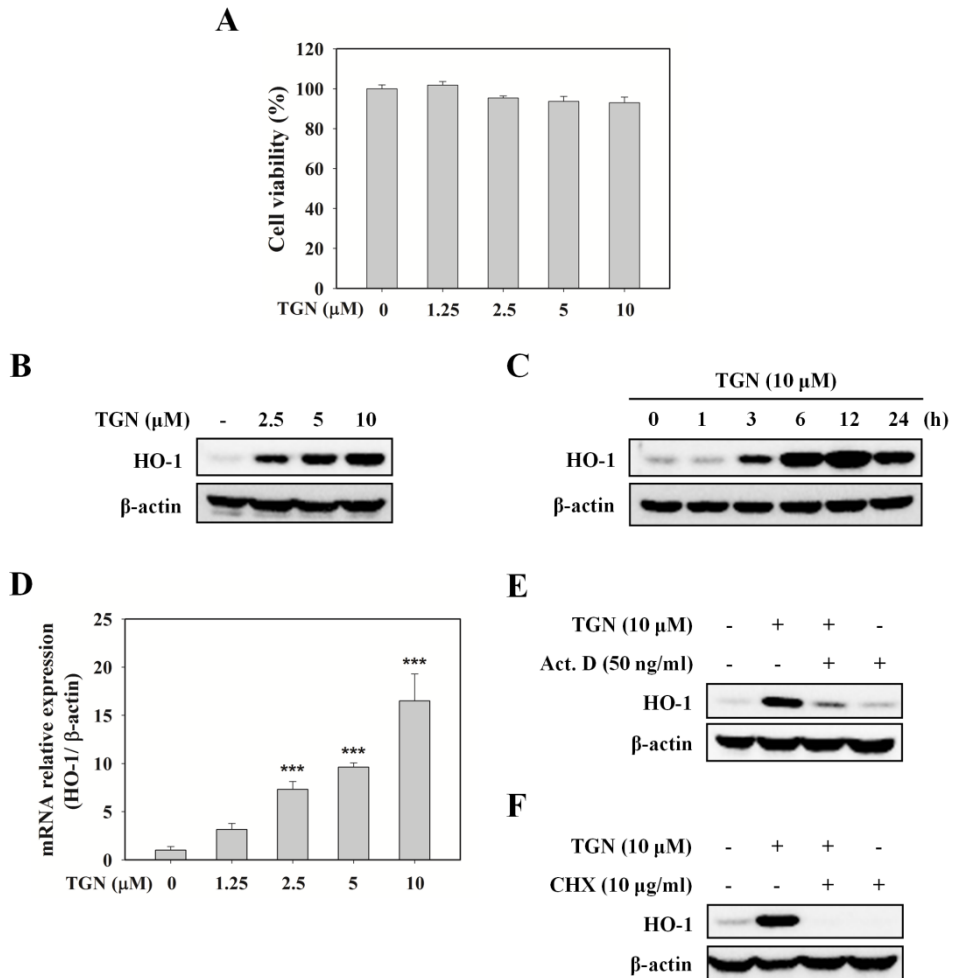 A
Cell viability (%)
120
100
80
60
40
20
0
TGN (μM) 0 1.25 2.5 5 10
B
TGN (μM) - 2.5 5 10
HO-1
β-actin
C
TGN (10 μM)
0 1 3 6 12 24 (h)
HO-1
β-actin
D
mRNA relative expression
(HO-1/ β-actin)
25
20
15
10
5
0
*** *** ***
TGN (μM) 0 1.25 2.5 5 10
E
TGN (10 μM) - + + -
Act. D (50 ng/ml) - - + +
HO-1
β-actin
F
TGN (10 μM) - + + -
CHX (10 μg/ml) - - + +
HO-1
β-actin